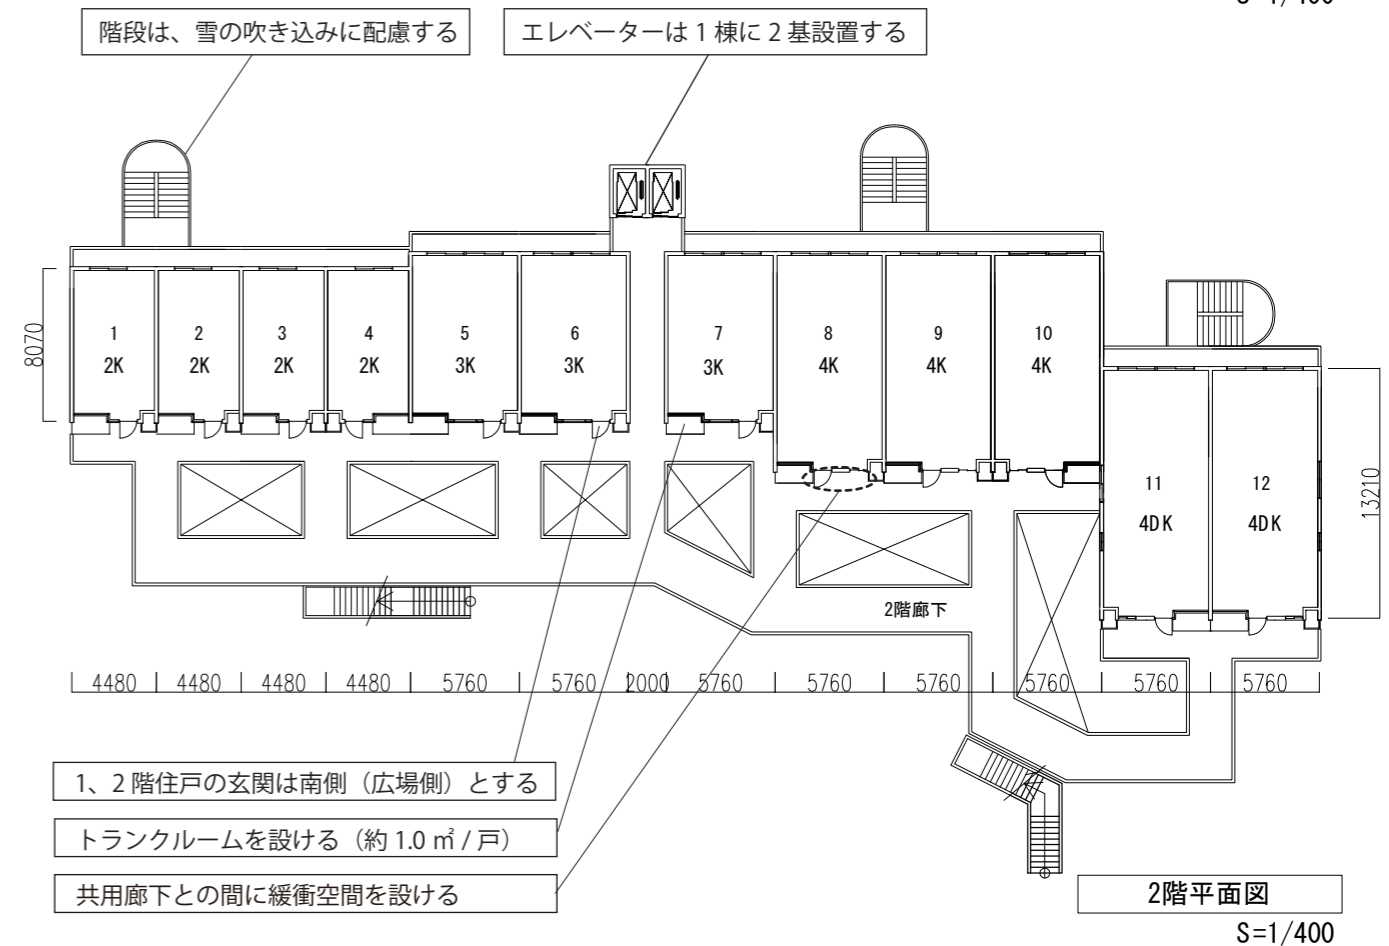 S=1/400
階段は、雪の吹き込みに配慮する
エレベーターは 1 棟に 2 基設置する
8070
1
2K
2
2K
3
2K
4
2K
5
3K
6
3K
7
3K
8
4K
9
4K
10
4K
11
4DK
12
4DK
13210
2階廊下
4480 4480 4480 4480 5760 5760 2000 5760 5760 5760 5760 5760 5760
1、2 階住戸の玄関は南側（広場側）とする
トランクルームを設ける（約 1.0 ㎡ / 戸）
共用廊下との間に緩衝空間を設ける
2階平面図
S=1/400